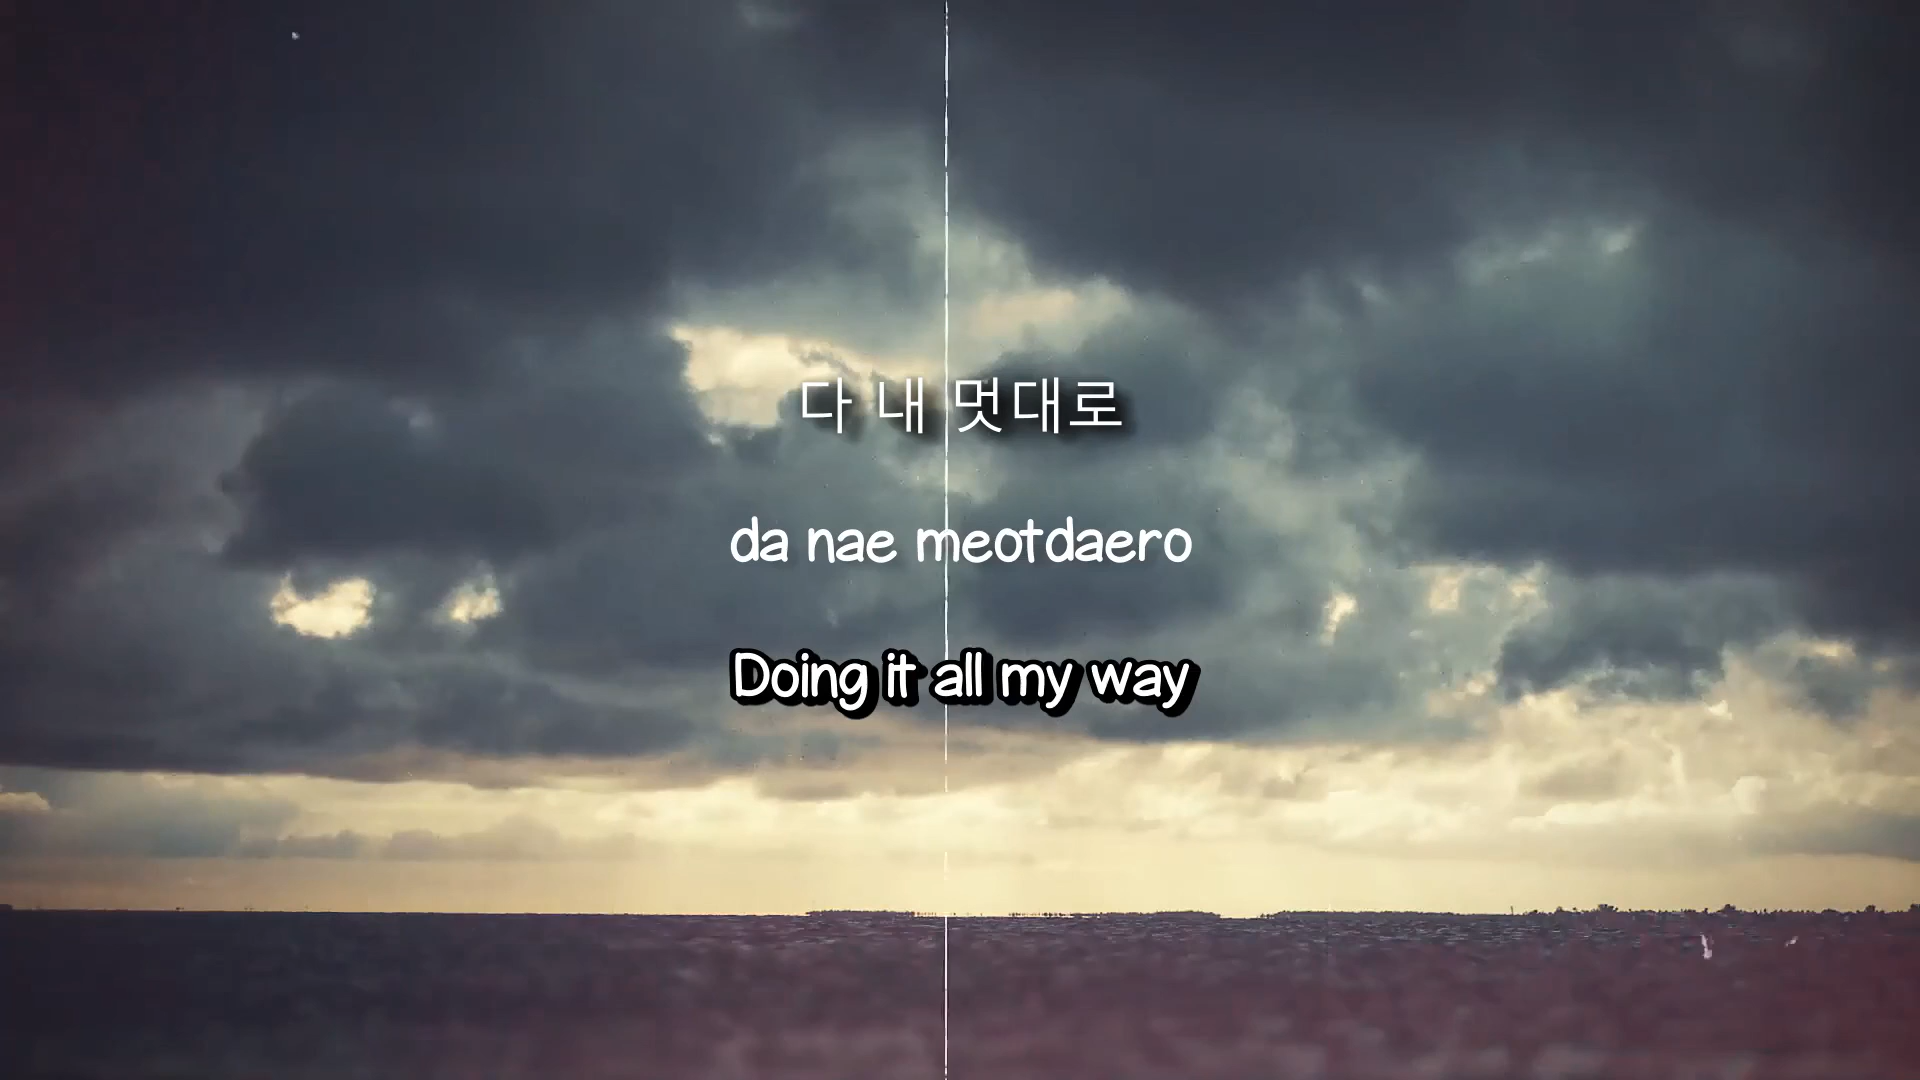 다 내 멋대로
da nae meotdaero
Doing it all my way